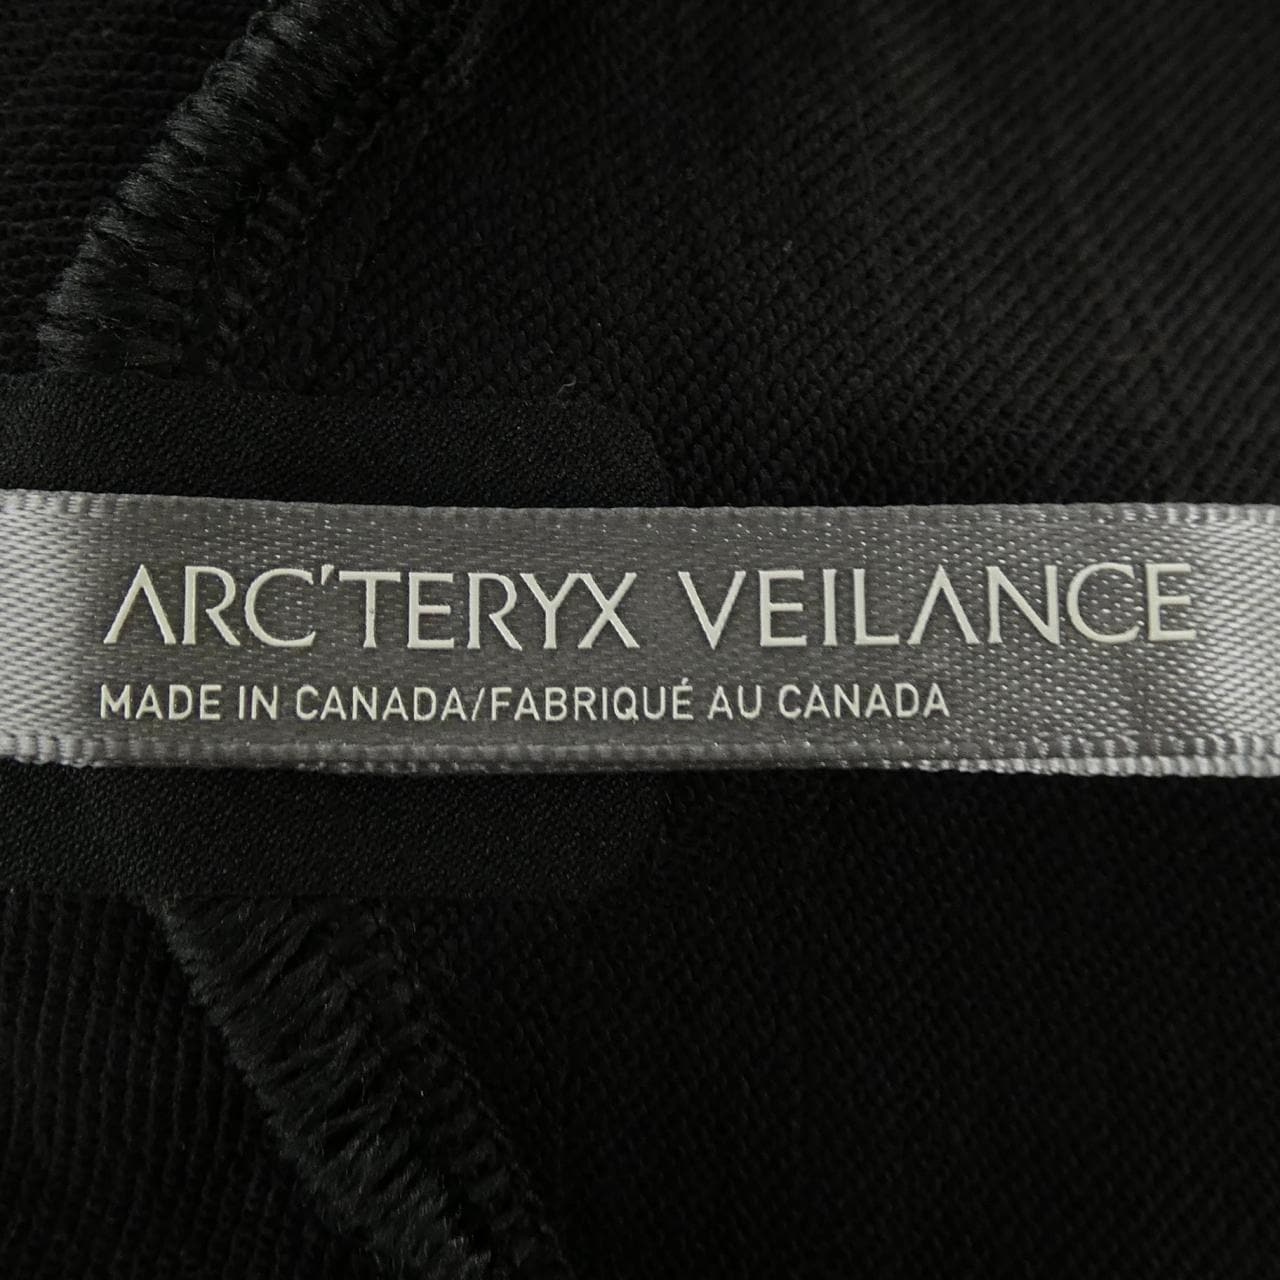 ARC'TERYX VEILANCE
MADE IN CANADA/FABRIQUÉ AU CANADA